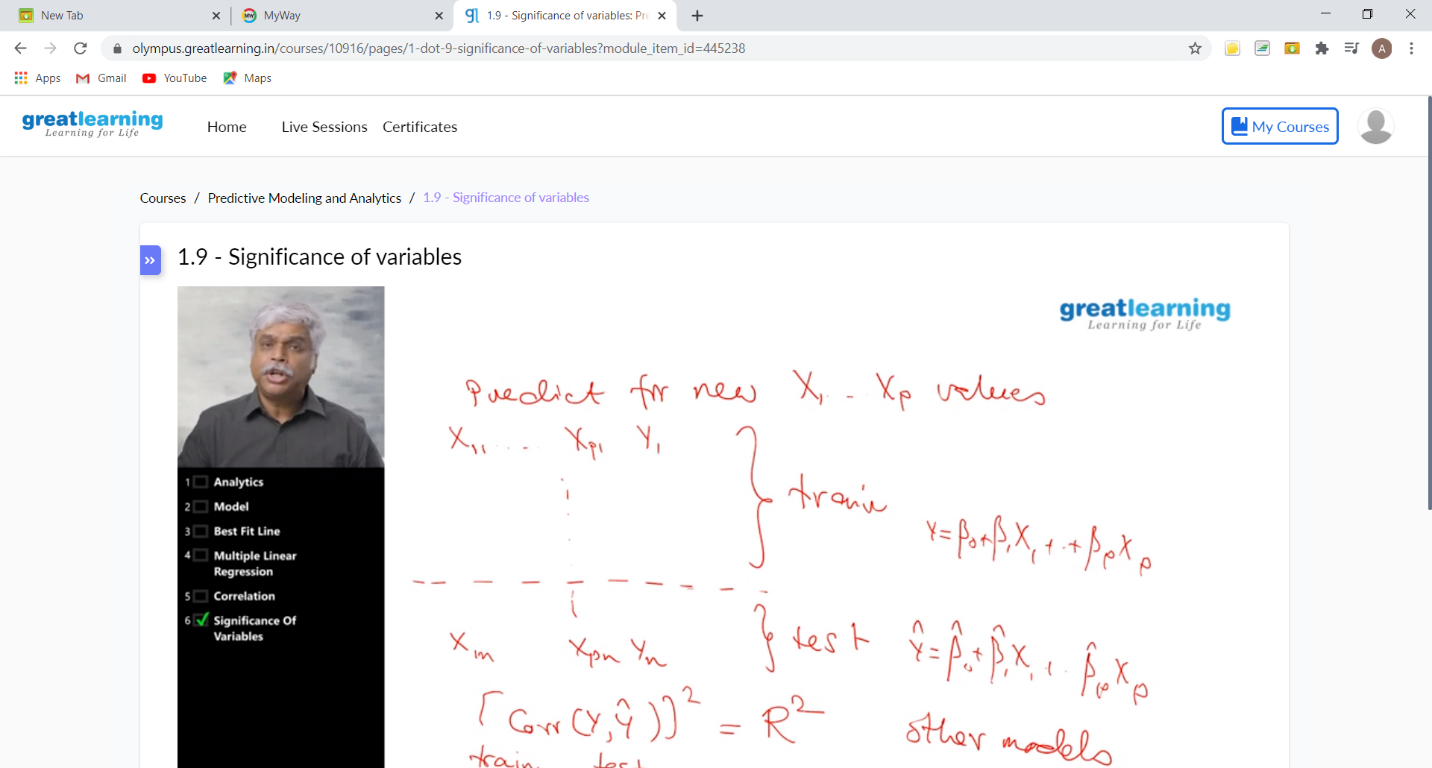 New Tab
MyWay
1.9 - Significance of variables: Pr
olympus.greatlearning.in/courses/10916/pages/1-dot-9-significance-of-variables?module_item_id=445238
A
Apps Gmail YouTube Maps
greatlearning
Learning for Life
Home Live Sessions Certificates
My Courses
Courses / Predictive Modeling and Analytics / 1.9 - Significance of variables
»
1.9 - Significance of variables
greatlearning
Learning for Life
1 Analytics
2 Model
3 Best Fit Line
4 Multiple Linear
Regression
5 Correlation
6 Significance Of
Variables
Predict for new X₁ .. Xp values
X₁₁ .... Xp₁ Y₁
train
Y=β₀+β₁X₁+..+βpXp
X₁n Xpn Yn
test
Ŷ=β̂₀+β̂₁X₁+..β̂pXp
[Corr(Y,Ŷ)]² = R²
other models
train test